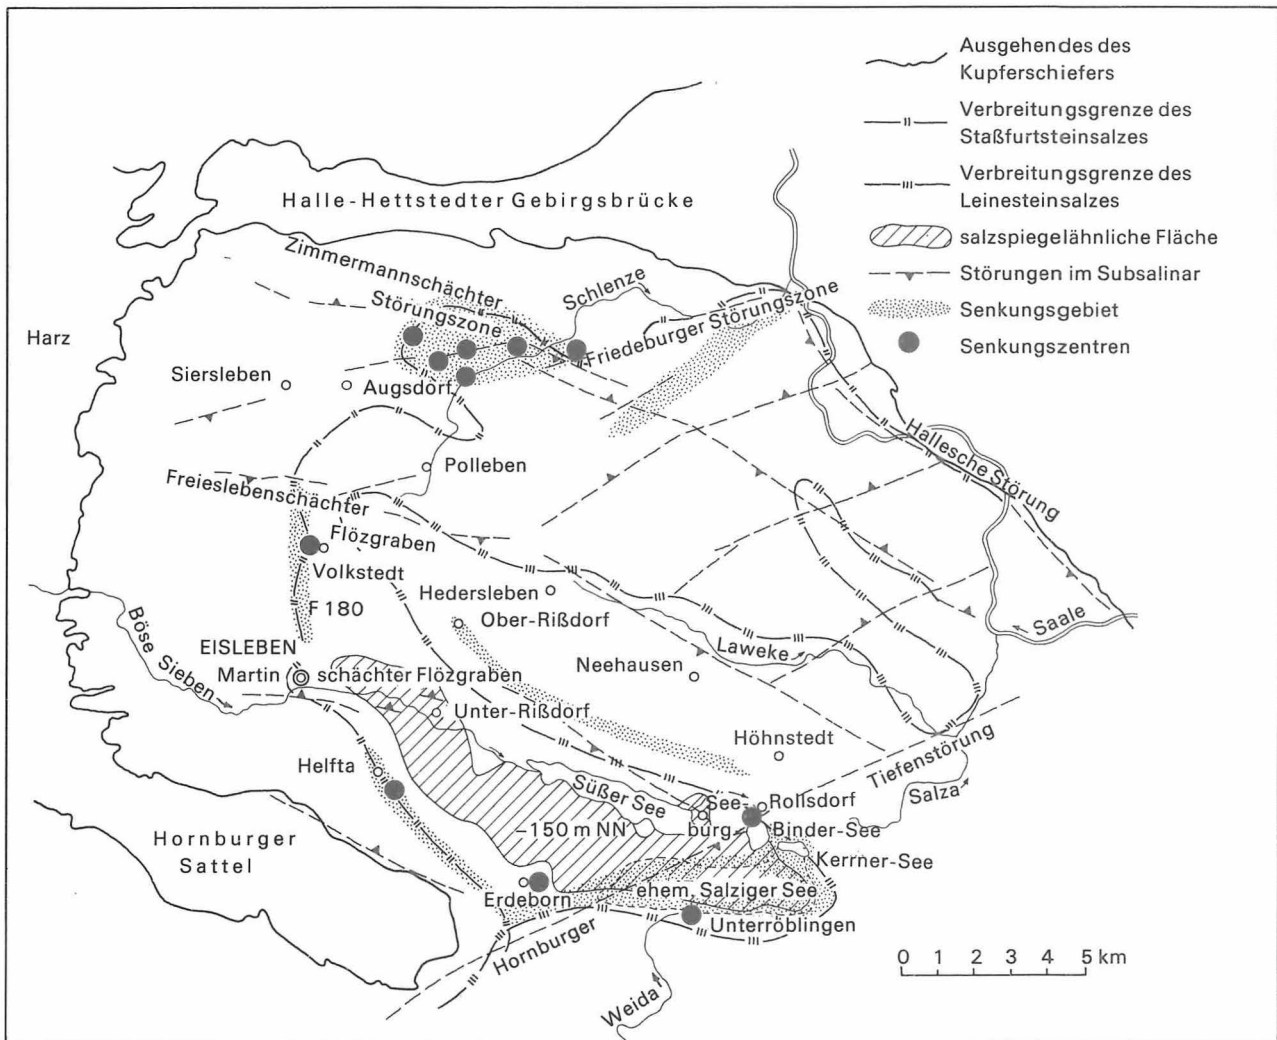 Ausgehendes des
Kupferschiefers
Verbreitungsgrenze des
Staßfurtsteinsalzes
Verbreitungsgrenze des
Leinesteinsalzes
salzspiegelähnliche Fläche
Störungen im Subsalinar
Senkungsgebiet
Senkungszentren
Halle-Hettstedter Gebirgsbrücke
Zimmermannschächter
Störungszone
Schlenze
Friedeburger Störungszone
Harz
Siersleben
Augsdorf
Polleben
Hallesche Störung
Freieslebenschächter
Flözgraben
Volkstedt
F 180
Hedersleben
Ober-Rißdorf
Saale
Böse Sieben
EISLEBEN
Martin
schächter Flözgraben
Neehausen
Laweke
Unter-Rißdorf
Höhnstedt
Tiefenstörung
Helfta
Süßer See
See-
burg
Rollsdorf
Salza
-150 m NN
Binder-See
Kerrner-See
Hornburger
Sattel
Erdeborn
ehem. Salziger See
Unterröblingen
Hornburger
Weida
0 1 2 3 4 5 km